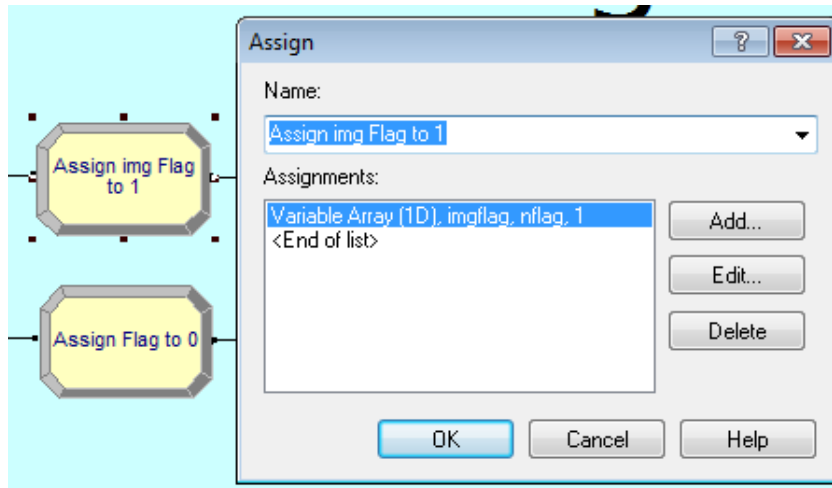 Assign
Name:
Assign img Flag to 1
Assignments:
Variable Array (1D), imgflag, nflag, 1
<End of list>
Add...
Edit...
Delete
OK
Cancel
Help
Assign img Flag
to 1
Assign Flag to 0